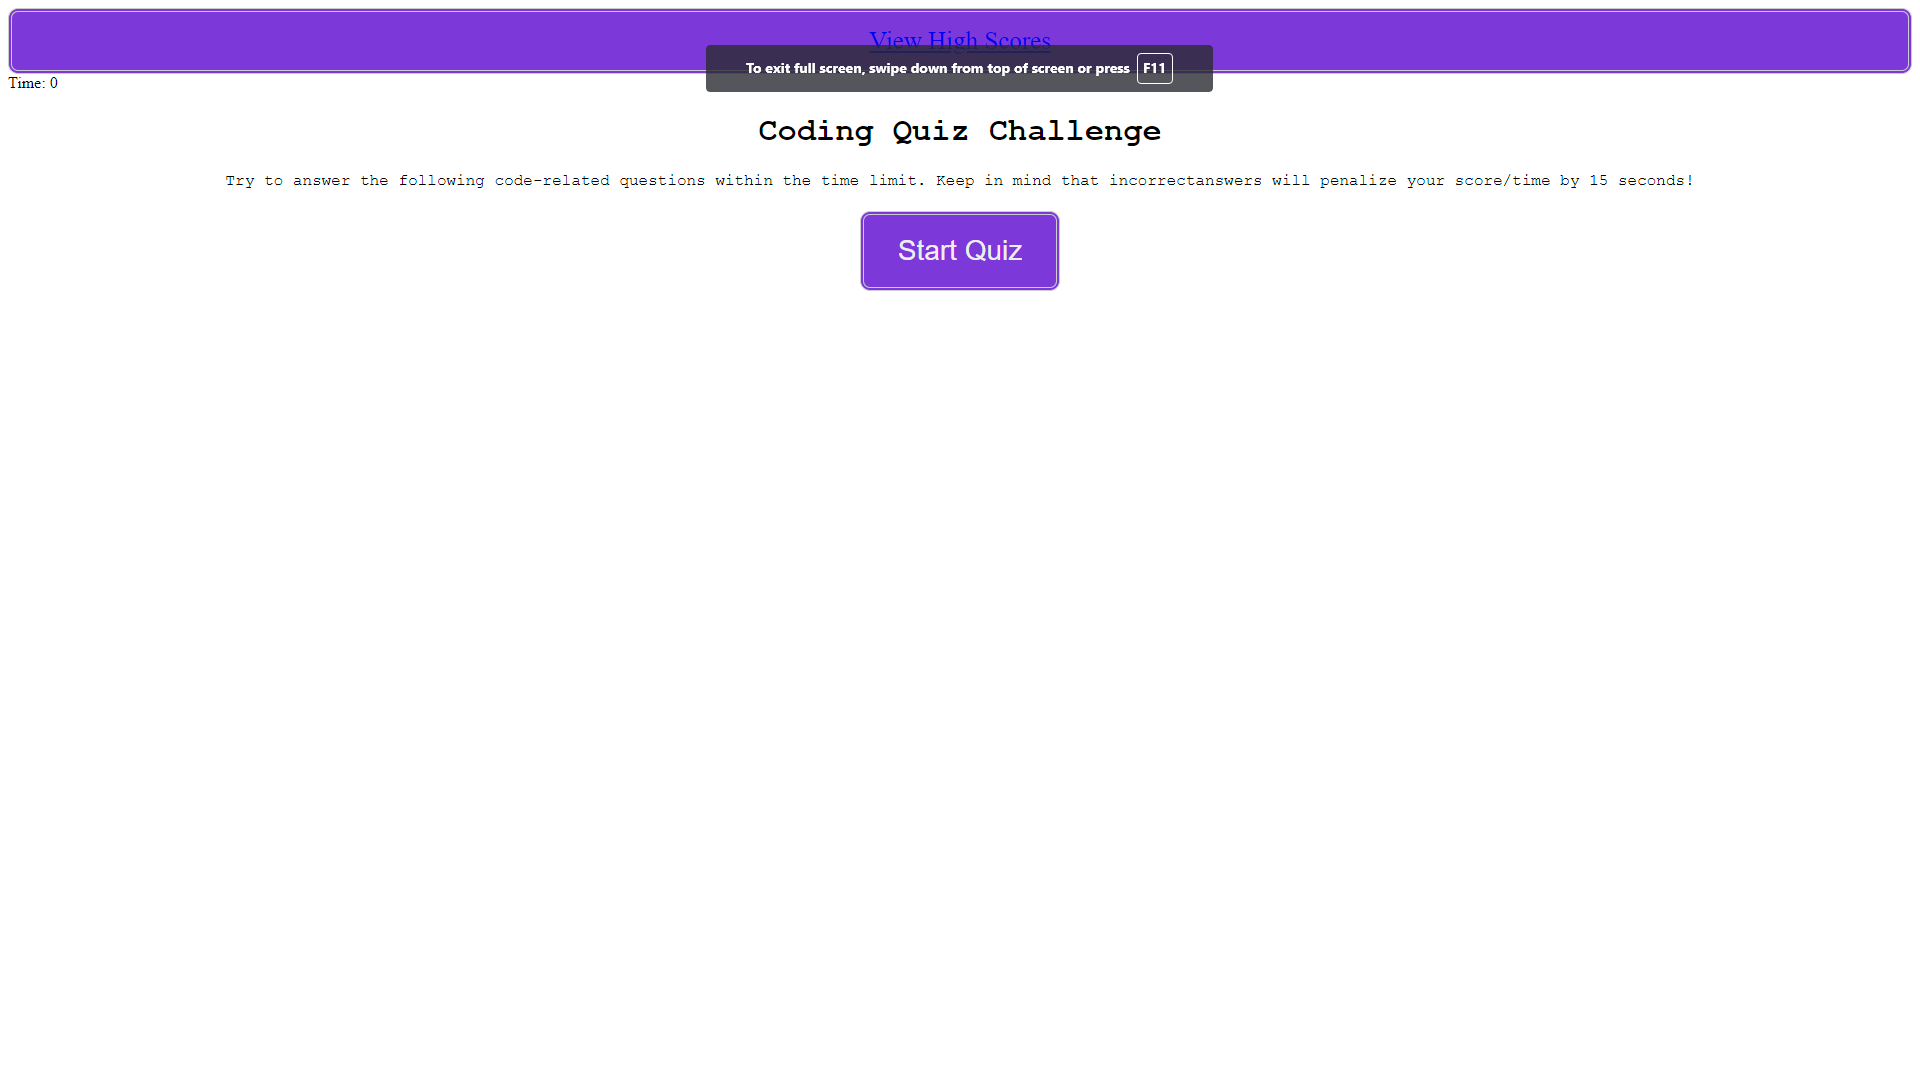 View High Scores
To exit full screen, swipe down from top of screen or press F11
Time: 0
Coding Quiz Challenge
Try to answer the following code-related questions within the time limit. Keep in mind that incorrectanswers will penalize your score/time by 15 seconds!
Start Quiz